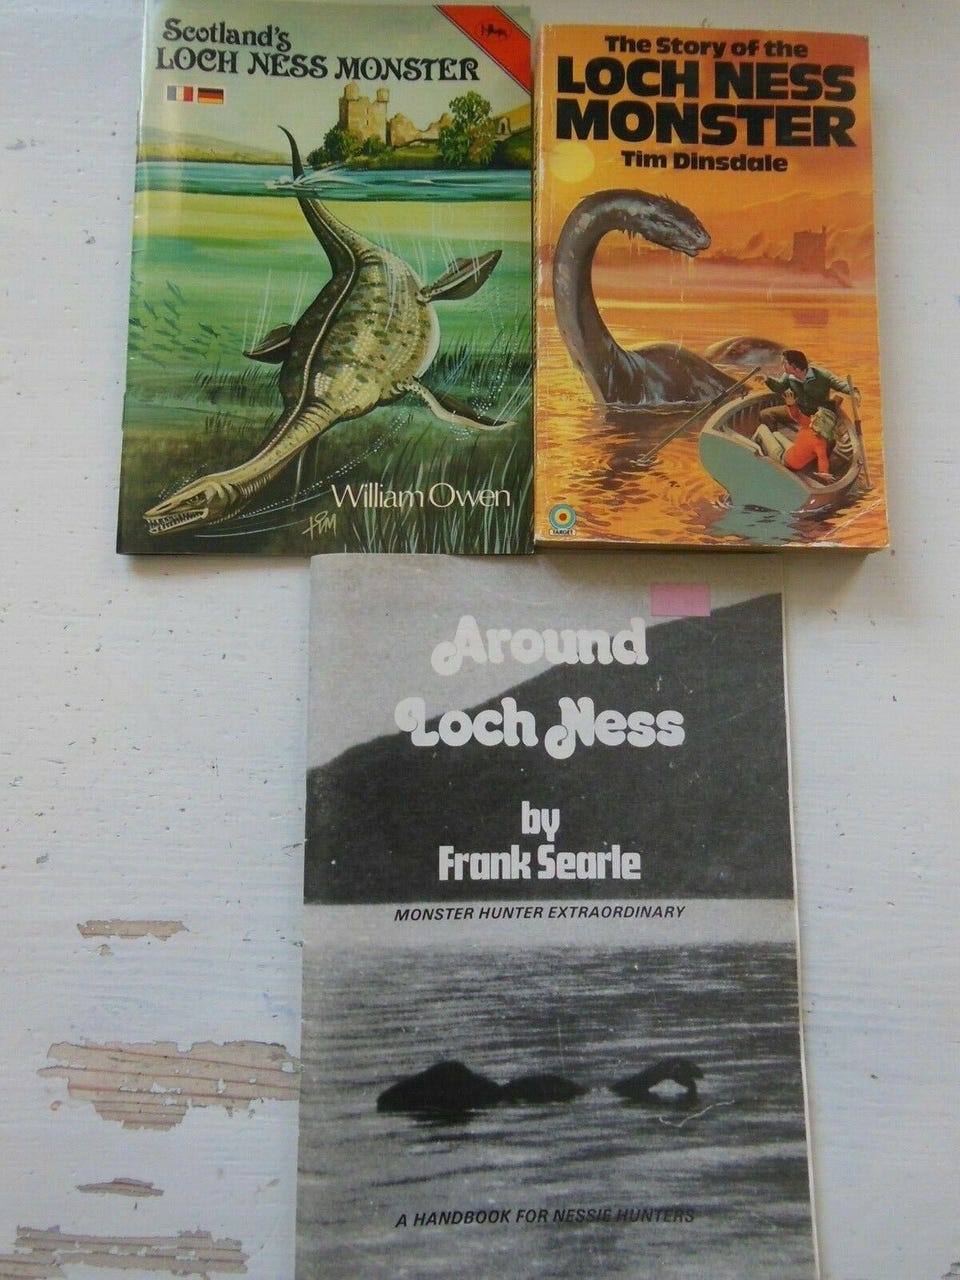 Scotland's
LOCH NESS MONSTER
William Owen
The Story of the
LOCH NESS
MONSTER
Tim Dinsdale
TARGET
Around
Loch Ness
by
Frank Searle
MONSTER HUNTER EXTRAORDINARY
A HANDBOOK FOR NESSIE HUNTERS